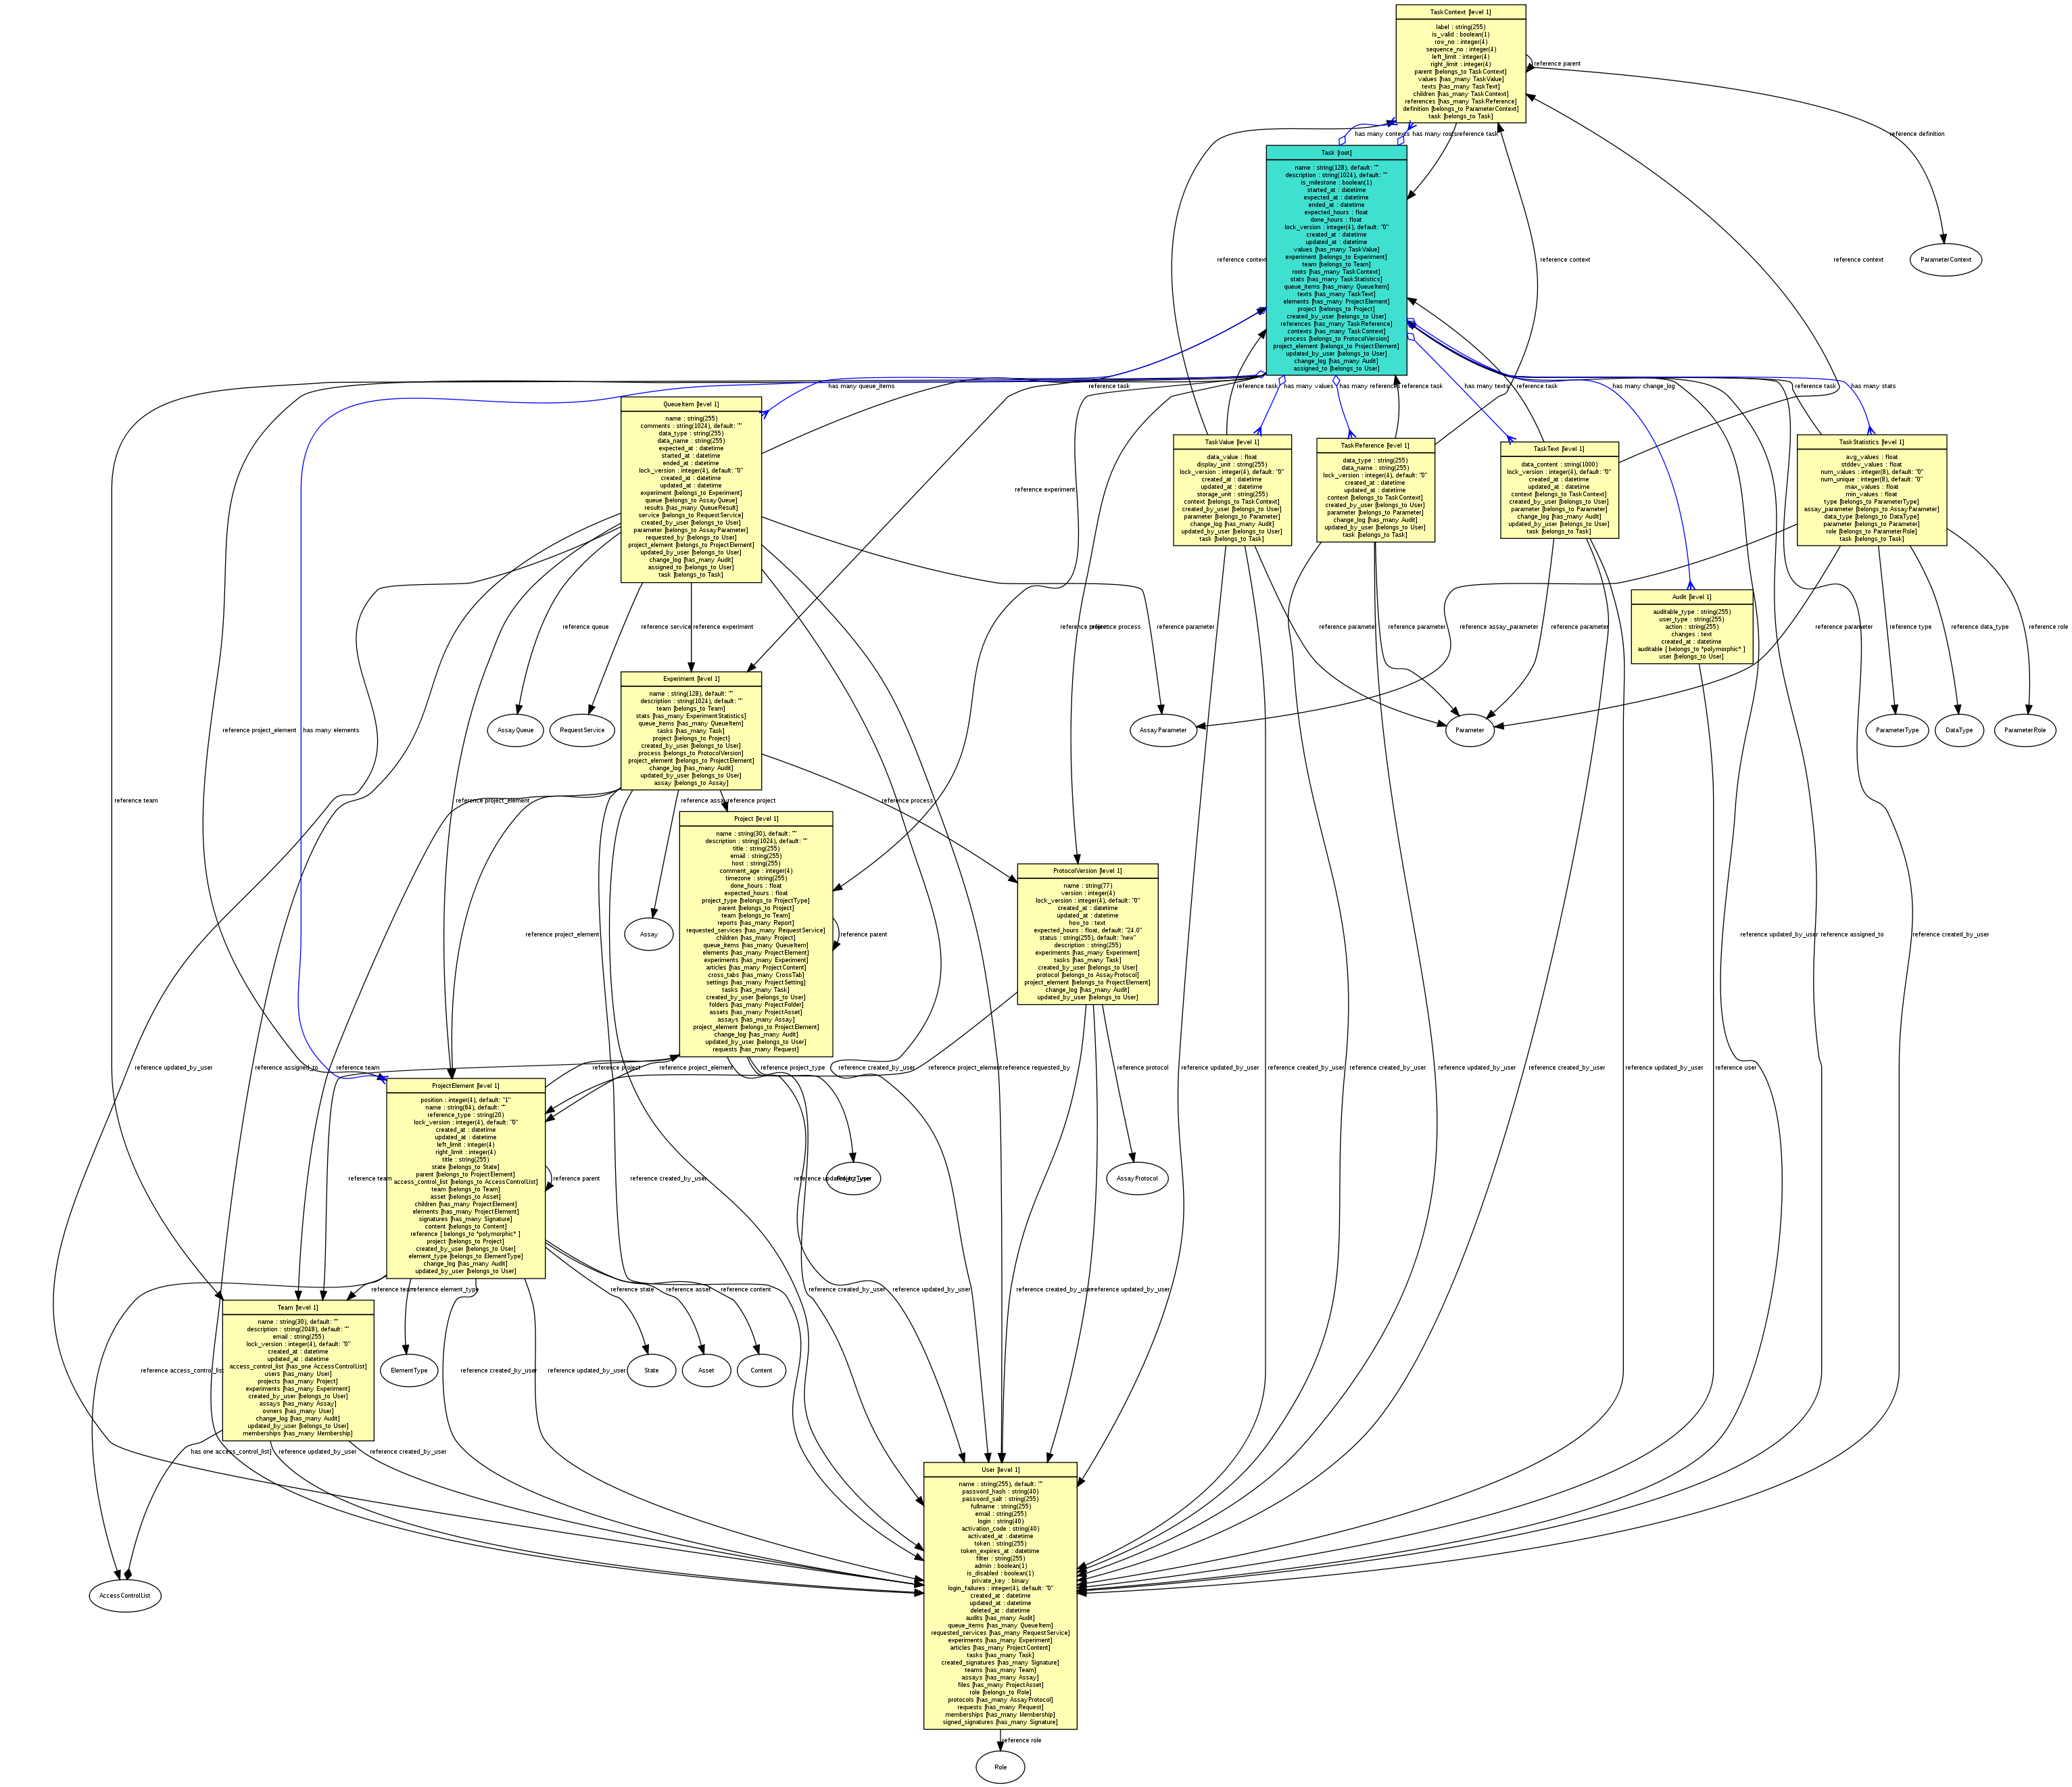 TaskContext [level 1]
label : string(255)
is_valid : boolean(1)
row_no : integer(4)
sequence_no : integer(4)
left_limit : integer(4)
right_limit : integer(4)
parent [belongs_to TaskContext]
values [has_many TaskValue]
texts [has_many TaskText]
children [has_many TaskContext]
references [has_many TaskReference]
definition [belongs_to ParameterContext]
task [belongs_to Task]
reference parent
has many contexts
has many roots
reference task
reference definition
Task [root]
name : string(128), default: ""
description : string(1024), default: ""
is_milestone : boolean(1)
started_at : datetime
expected_at : datetime
ended_at : datetime
expected_hours : float
done_hours : float
lock_version : integer(4), default: "0"
created_at : datetime
updated_at : datetime
values [has_many TaskValue]
experiment [belongs_to Experiment]
team [belongs_to Team]
roots [has_many TaskContext]
stats [has_many TaskStatistics]
queue_items [has_many QueueItem]
texts [has_many TaskText]
elements [has_many ProjectElement]
project [belongs_to Project]
created_by_user [belongs_to User]
references [has_many TaskReference]
contexts [has_many TaskContext]
process [belongs_to ProtocolVersion]
project_element [belongs_to ProjectElement]
updated_by_user [belongs_to User]
change_log [has_many Audit]
assigned_to [belongs_to User]
reference context
reference context
reference context
ParameterContext
has many queue_items
reference task
reference task
has many values
has many references
reference task
has many texts
reference task
has many change_log
reference task
has many stats
QueueItem [level 1]
name : string(255)
comments : string(1024), default: ""
data_type : string(255)
data_name : string(255)
expected_at : datetime
started_at : datetime
ended_at : datetime
lock_version : integer(4), default: "0"
created_at : datetime
updated_at : datetime
experiment [belongs_to Experiment]
queue [belongs_to AssayQueue]
results [has_many QueueResult]
service [belongs_to RequestService]
created_by_user [belongs_to User]
parameter [belongs_to AssayParameter]
requested_by [belongs_to User]
project_element [belongs_to ProjectElement]
updated_by_user [belongs_to User]
change_log [has_many Audit]
assigned_to [belongs_to User]
task [belongs_to Task]
TaskValue [level 1]
data_value : float
display_unit : string(255)
lock_version : integer(4), default: "0"
created_at : datetime
updated_at : datetime
storage_unit : string(255)
context [belongs_to TaskContext]
created_by_user [belongs_to User]
parameter [belongs_to Parameter]
change_log [has_many Audit]
updated_by_user [belongs_to User]
task [belongs_to Task]
TaskReference [level 1]
data_type : string(255)
data_name : string(255)
lock_version : integer(4), default: "0"
created_at : datetime
updated_at : datetime
context [belongs_to TaskContext]
created_by_user [belongs_to User]
parameter [belongs_to Parameter]
change_log [has_many Audit]
updated_by_user [belongs_to User]
task [belongs_to Task]
TaskText [level 1]
data_content : string(1000)
lock_version : integer(4), default: "0"
created_at : datetime
updated_at : datetime
context [belongs_to TaskContext]
created_by_user [belongs_to User]
parameter [belongs_to Parameter]
change_log [has_many Audit]
updated_by_user [belongs_to User]
task [belongs_to Task]
TaskStatistics [level 1]
avg_values : float
stddev_values : float
num_values : integer(8), default: "0"
num_unique : integer(8), default: "0"
max_values : float
min_values : float
type [belongs_to ParameterType]
assay_parameter [belongs_to AssayParameter]
data_type [belongs_to DataType]
parameter [belongs_to Parameter]
role [belongs_to ParameterRole]
task [belongs_to Task]
reference experiment
Audit [level 1]
auditable_type : string(255)
user_type : string(255)
action : string(255)
changes : text
created_at : datetime
auditable [ belongs_to *polymorphic* ]
user [belongs_to User]
reference queue
reference service
reference experiment
reference project
reference process
reference parameter
reference parameter
reference parameter
reference assay_parameter
reference parameter
reference parameter
reference type
reference data_type
reference role
Experiment [level 1]
name : string(128), default: ""
description : string(1024), default: ""
team [belongs_to Team]
stats [has_many ExperimentStatistics]
queue_items [has_many QueueItem]
tasks [has_many Task]
project [belongs_to Project]
created_by_user [belongs_to User]
process [belongs_to ProtocolVersion]
project_element [belongs_to ProjectElement]
change_log [has_many Audit]
updated_by_user [belongs_to User]
assay [belongs_to Assay]
reference project_element
has many elements
AssayQueue
RequestService
AssayParameter
Parameter
ParameterType
DataType
ParameterRole
reference team
reference project_element
reference assay
reference project
reference process
Project [level 1]
name : string(30), default: ""
description : string(1024), default: ""
title : string(255)
email : string(255)
host : string(255)
comment_age : integer(4)
timezone : string(255)
done_hours : float
expected_hours : float
project_type [belongs_to ProjectType]
parent [belongs_to Project]
team [belongs_to Team]
reports [has_many Report]
requested_services [has_many RequestService]
children [has_many Project]
queue_items [has_many QueueItem]
elements [has_many ProjectElement]
experiments [has_many Experiment]
articles [has_many ProjectContent]
cross_tabs [has_many CrossTab]
settings [has_many ProjectSetting]
tasks [has_many Task]
created_by_user [belongs_to User]
folders [has_many ProjectFolder]
assets [has_many ProjectAsset]
assays [has_many Assay]
project_element [belongs_to ProjectElement]
change_log [has_many Audit]
updated_by_user [belongs_to User]
requests [has_many Request]
ProtocolVersion [level 1]
name : string(77)
version : integer(4)
lock_version : integer(4), default: "0"
created_at : datetime
updated_at : datetime
how_to : text
expected_hours : float, default: "24.0"
status : string(255), default: "new"
description : string(255)
experiments [has_many Experiment]
tasks [has_many Task]
created_by_user [belongs_to User]
protocol [belongs_to AssayProtocol]
project_element [belongs_to ProjectElement]
change_log [has_many Audit]
updated_by_user [belongs_to User]
reference project_element
Assay
reference parent
reference updated_by_user
reference assigned_to
reference created_by_user
reference updated_by_user
reference assigned_to
reference team
reference project
reference project_element
reference project_type
reference created_by_user
reference project_element
reference requested_by
reference protocol
reference updated_by_user
reference created_by_user
reference created_by_user
reference updated_by_user
reference created_by_user
reference updated_by_user
reference user
ProjectElement [level 1]
position : integer(4), default: "1"
name : string(64), default: ""
reference_type : string(20)
lock_version : integer(4), default: "0"
created_at : datetime
updated_at : datetime
left_limit : integer(4)
right_limit : integer(4)
title : string(255)
state [belongs_to State]
parent [belongs_to ProjectElement]
access_control_list [belongs_to AccessControlList]
team [belongs_to Team]
asset [belongs_to Asset]
children [has_many ProjectElement]
elements [has_many ProjectElement]
signatures [has_many Signature]
content [belongs_to Content]
reference [ belongs_to *polymorphic* ]
project [belongs_to Project]
created_by_user [belongs_to User]
element_type [belongs_to ElementType]
change_log [has_many Audit]
updated_by_user [belongs_to User]
reference team
reference parent
reference created_by_user
reference updated_by_user
ProjectType
AssayProtocol
reference team
reference element_type
reference state
reference asset
reference content
reference created_by_user
reference updated_by_user
reference created_by_user
reference updated_by_user
Team [level 1]
name : string(30), default: ""
description : string(2048), default: ""
email : string(255)
lock_version : integer(4), default: "0"
created_at : datetime
updated_at : datetime
access_control_list [has_one AccessControlList]
users [has_many User]
projects [has_many Project]
experiments [has_many Experiment]
created_by_user [belongs_to User]
assays [has_many Assay]
owners [has_many User]
change_log [has_many Audit]
updated_by_user [belongs_to User]
memberships [has_many Membership]
reference access_control_list
ElementType
reference created_by_user
reference updated_by_user
State
Asset
Content
has one access_control_list]
reference updated_by_user
reference created_by_user
User [level 1]
name : string(255), default: ""
password_hash : string(40)
password_salt : string(255)
fullname : string(255)
email : string(255)
login : string(40)
activation_code : string(40)
activated_at : datetime
token : string(255)
token_expires_at : datetime
filter : string(255)
admin : boolean(1)
is_disabled : boolean(1)
private_key : binary
login_failures : integer(4), default: "0"
created_at : datetime
updated_at : datetime
deleted_at : datetime
audits [has_many Audit]
queue_items [has_many QueueItem]
requested_services [has_many RequestService]
experiments [has_many Experiment]
articles [has_many ProjectContent]
tasks [has_many Task]
created_signatures [has_many Signature]
teams [has_many Team]
assays [has_many Assay]
files [has_many ProjectAsset]
role [belongs_to Role]
protocols [has_many AssayProtocol]
requests [has_many Request]
memberships [has_many Membership]
signed_signatures [has_many Signature]
AccessControlList
reference role
Role